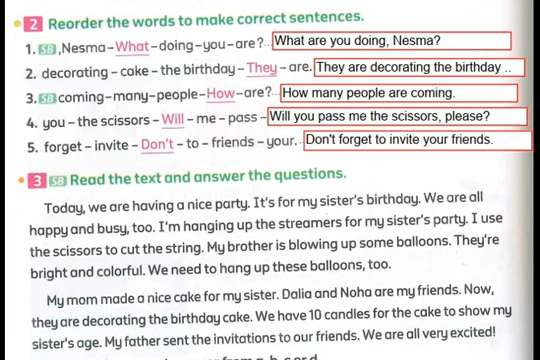 2 Reorder the words to make correct sentences.
1. SB ,Nesma – What – doing – you – are ? .. What are you doing, Nesma?
2. decorating – cake – the birthday – They – are. They are decorating the birthday ..
3. SB coming – many – people – How – are? .. How many people are coming.
4. you – the scissors – Will – me – pass – Will you pass me the scissors, please?
5. forget – invite – Don't – to – friends – your. . Don't forget to invite your friends.
3 SB Read the text and answer the questions.
Today, we are having a nice party. It's for my sister's birthday. We are all
happy and busy, too. I'm hanging up the streamers for my sister's party. I use
the scissors to cut the string. My brother is blowing up some balloons. They're
bright and colorful. We need to hang up these balloons, too.
My mom made a nice cake for my sister. Dalia and Noha are my friends. Now,
they are decorating the birthday cake. We have 10 candles for the cake to show my
sister's age. My father sent the invitations to our friends. We are all very excited!